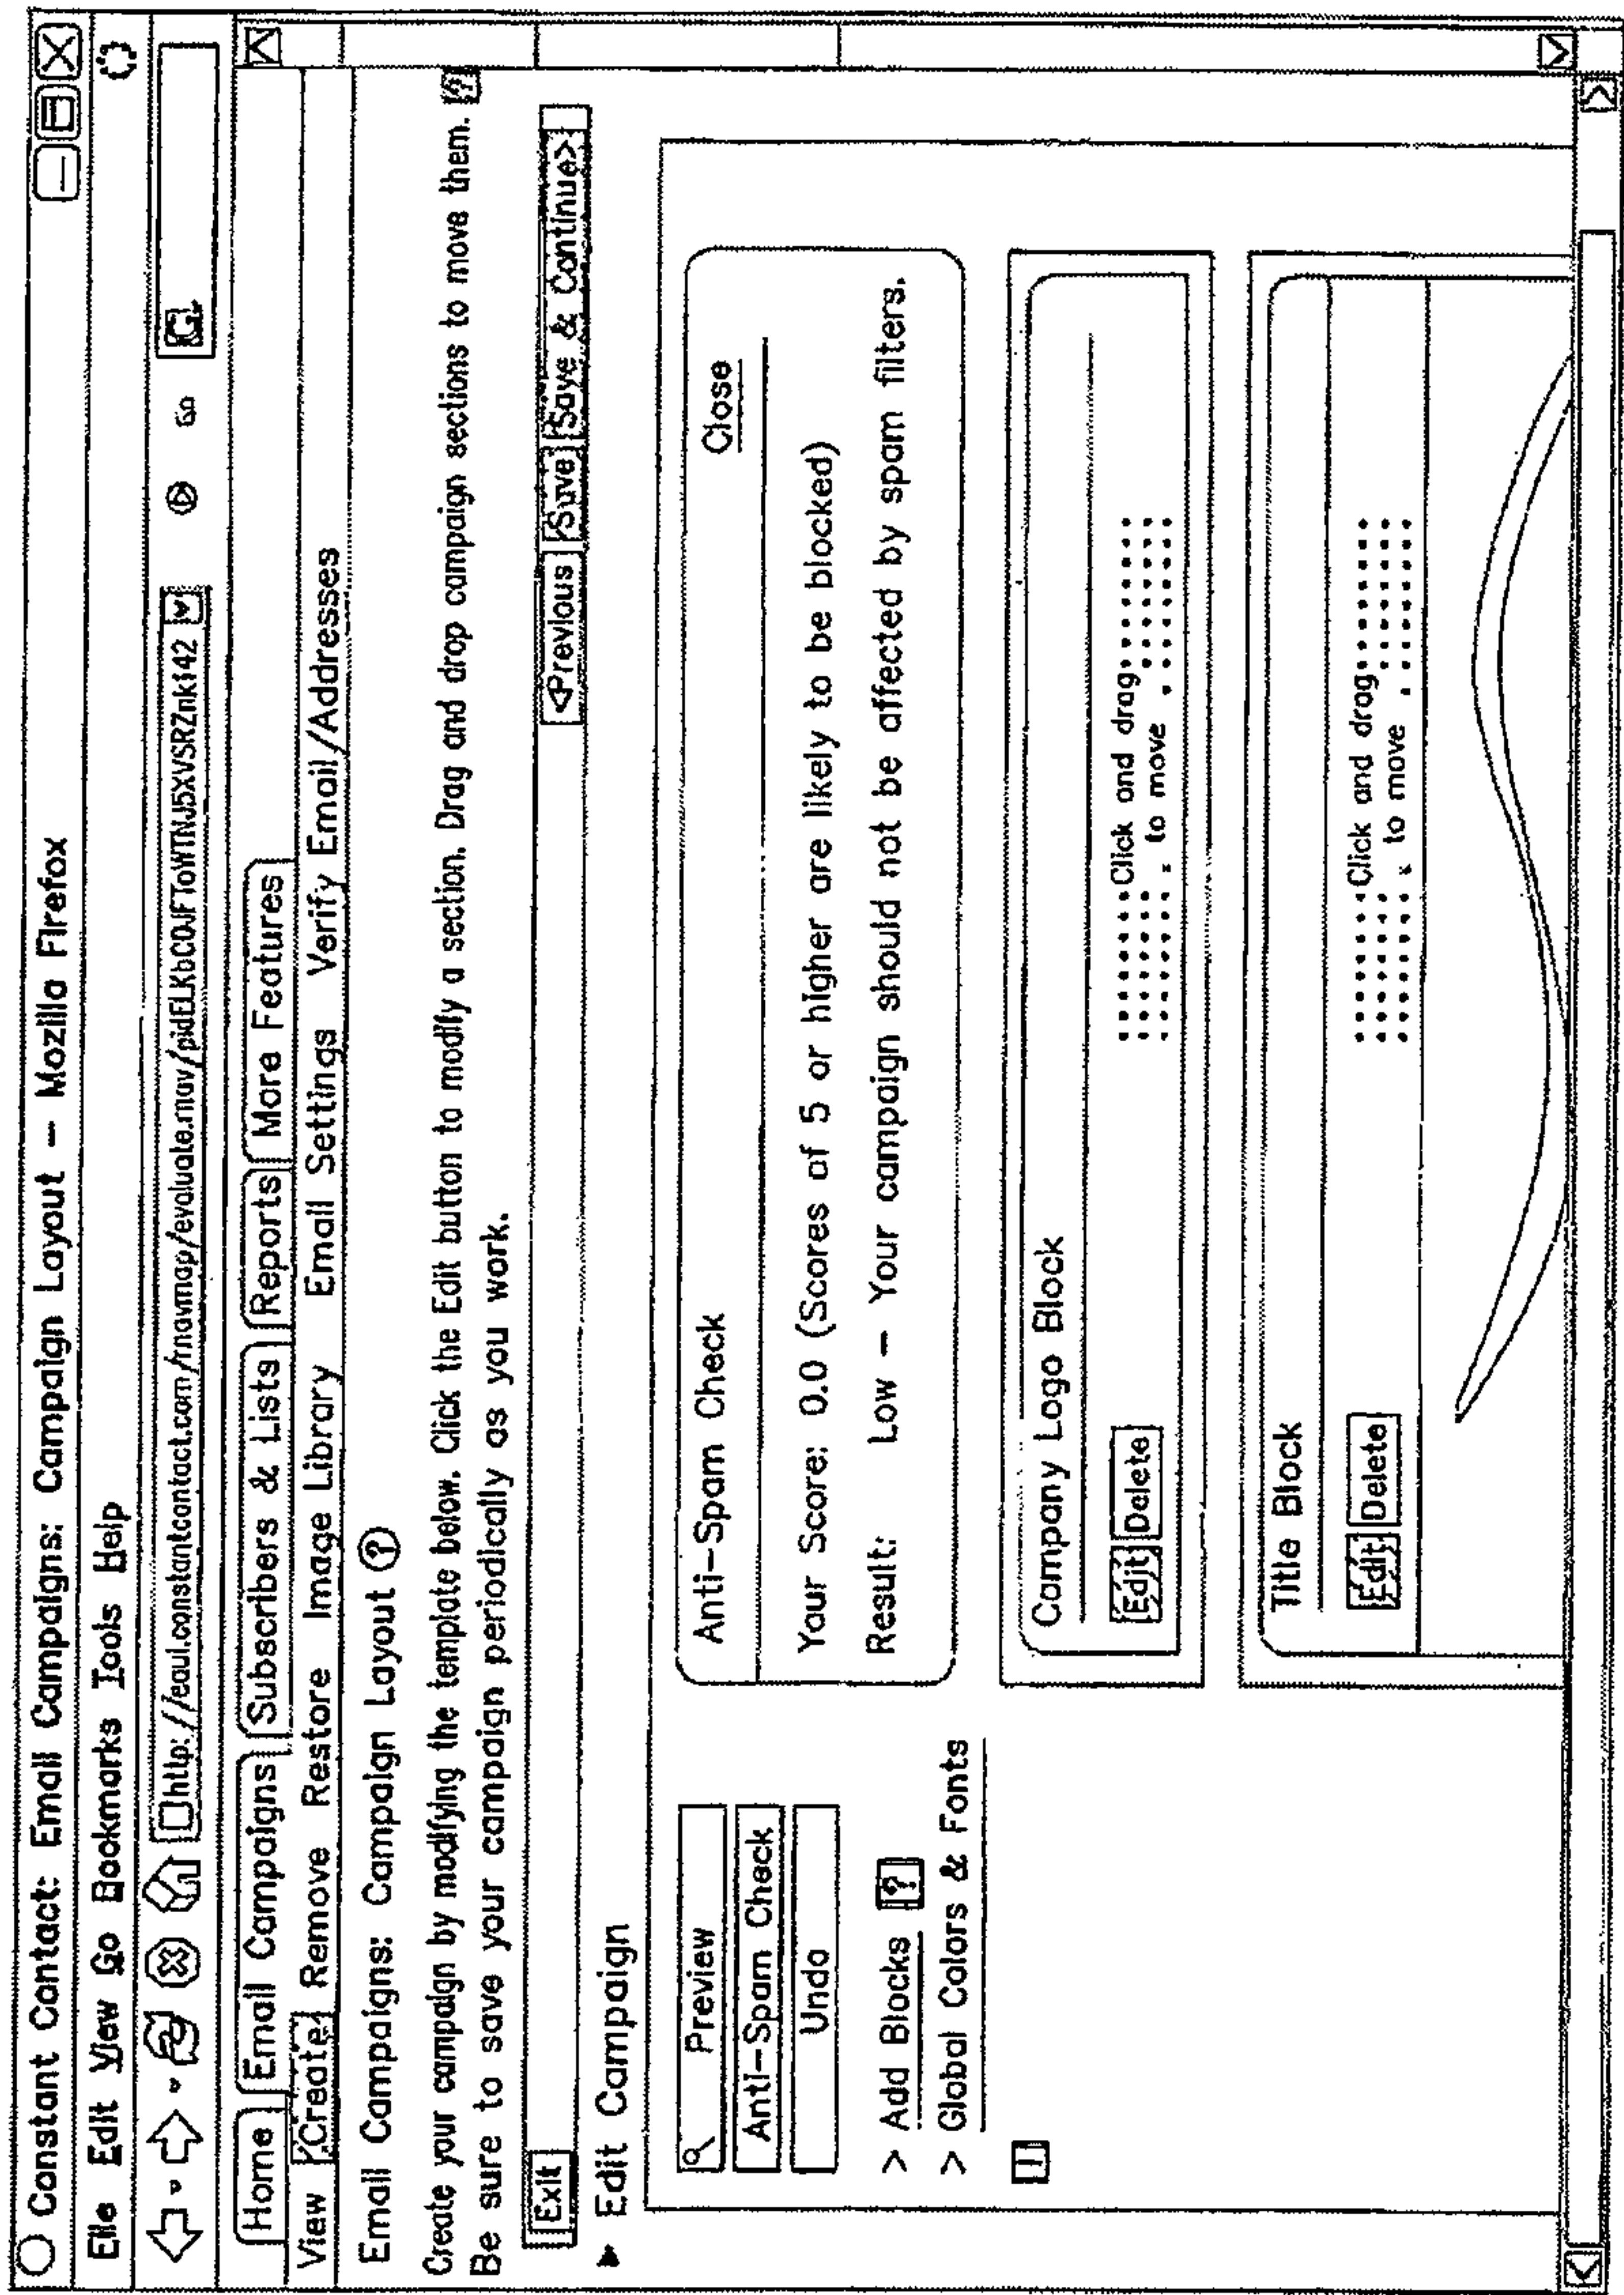 Constant Contact: Email Campaigns: Campaign Layout — Mozilla Firefox
File Edit View Go Bookmarks Tools Help
Go G
Home Email Campaigns Subscribers & Lists Reports More Features
View Create Remove Restore Image Library Email Settings Verify Email/Addresses
Email Campaigns: Campaign Layout ?
Create your campaign by modifying the template below. Click the Edit button to modify a section. Drag and drop campaign sections to move them. ?
Be sure to save your campaign periodically as you work.
Exit <Previous Save Save & Continue>
Edit Campaign
Preview
Anti-Spam Check
Undo
> Add Blocks ?
> Global Colors & Fonts
Anti-Spam Check Close
Your Score: 0.0 (Scores of 5 or higher are likely to be blocked)
Result: Low — Your campaign should not be affected by spam filters.
Company Logo Block
Edit Delete Click and drag
to move
Title Block
Edit Delete Click and drag
to move